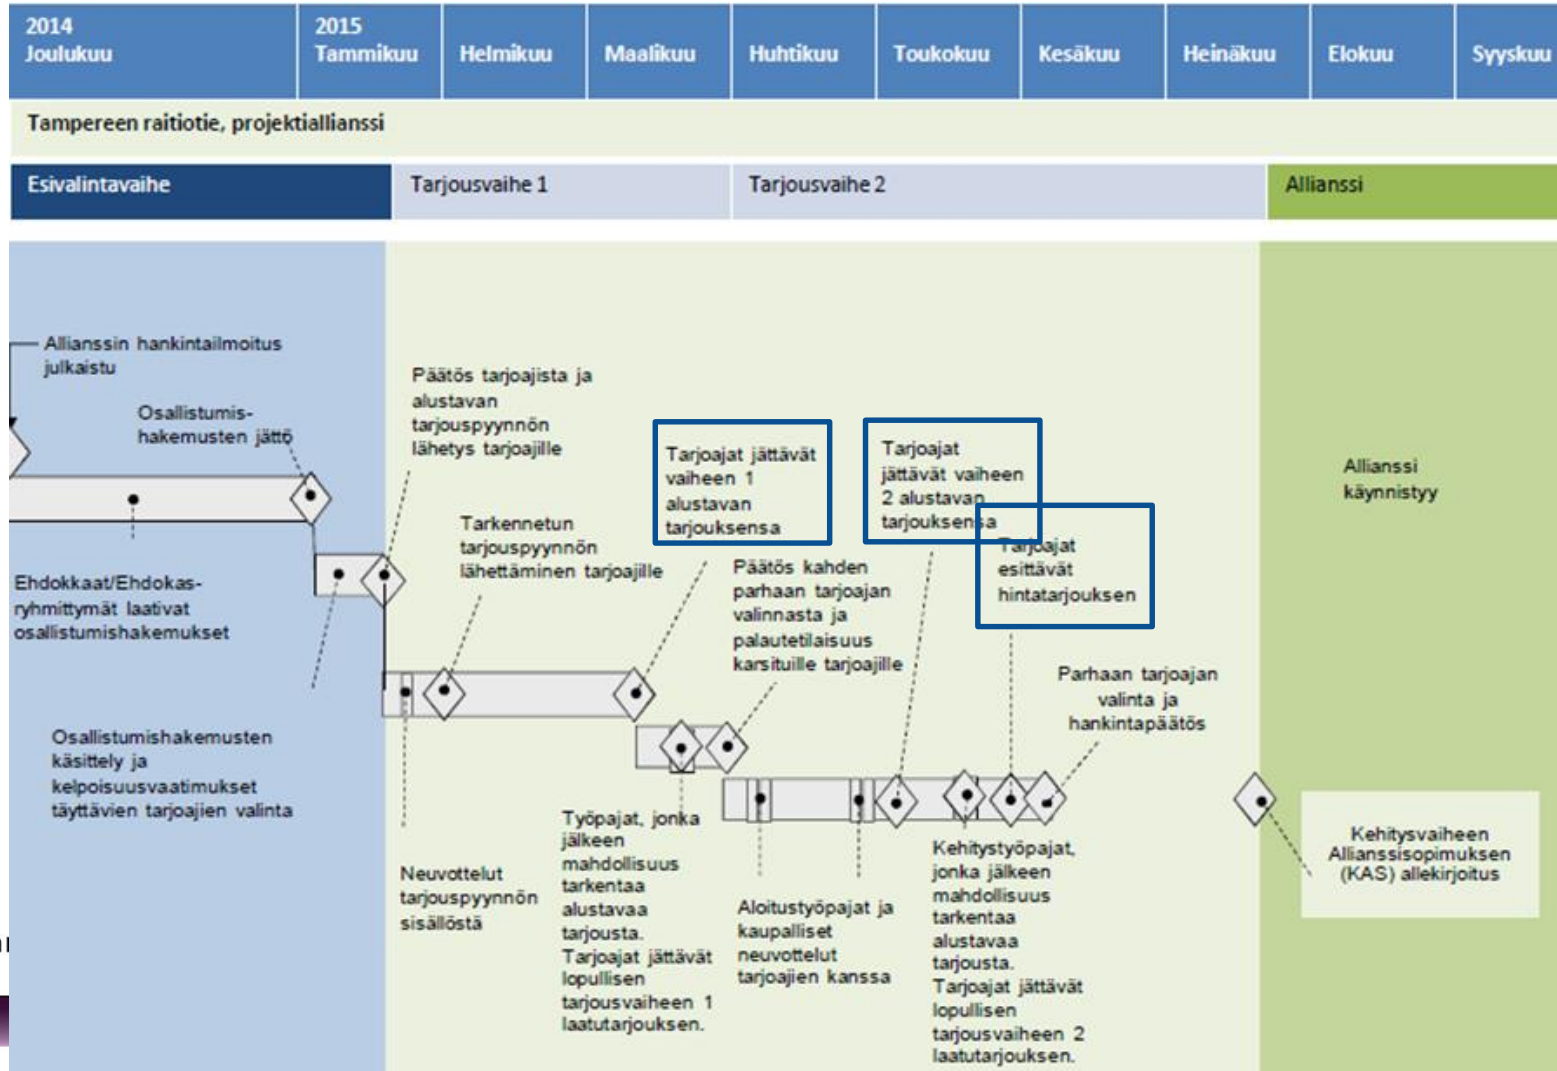 2014
Joulukuu
2015
Tammikuu
Helmikuu
Maalikuu
Huhtikuu
Toukokuu
Kesäkuu
Heinäkuu
Elokuu
Syyskuu
Tampereen raitiotie, projektiallianssi
Esivalintavaihe
Tarjousvaihe 1
Tarjousvaihe 2
Allianssi
Allianssin hankintailmoitus
julkaistu
Osallistumis-
hakemusten jättö
Päätös tarjoajista ja
alustavan
tarjouspyynnön
lähetys tarjoajille
Tarjoajat jättävät
vaiheen 1
alustavan
tarjouksensa
Tarjoajat
jättävät vaiheen
2 alustavan
tarjouksensa
Allianssi
käynnistyy
Tarkennetun
tarjouspyynnön
lähettäminen tarjoajille
Tarjoajat
esittävät
hintatarjouksen
Ehdokkaat/Ehdokas-
ryhmittymät laativat
osallistumishakemukset
Päätös kahden
parhaan tarjoajan
valinnasta ja
palautetilaisuus
karsituille tarjoajille
Parhaan tarjoajan
valinta ja
hankintapäätös
Osallistumishakemusten
käsittely ja
kelpoisuusvaatimukset
täyttävien tarjoajien valinta
Neuvottelut
tarjouspyynnön
sisällöstä
Työpajat, jonka
jälkeen
mahdollisuus
tarkentaa
alustavaa
tarjousta.
Tarjoajat jättävät
lopullisen
tarjousvaiheen 1
laatutarjouksen.
Aloitustyöpajat ja
kaupalliset
neuvottelut
tarjoajien kanssa
Kehitystyöpajat,
jonka jälkeen
mahdollisuus
tarkentaa
alustavaa
tarjousta.
Tarjoajat jättävät
lopullisen
tarjousvaiheen 2
laatutarjouksen.
Kehitysvaiheen
Allianssisopimuksen
(KAS) allekirjoitus